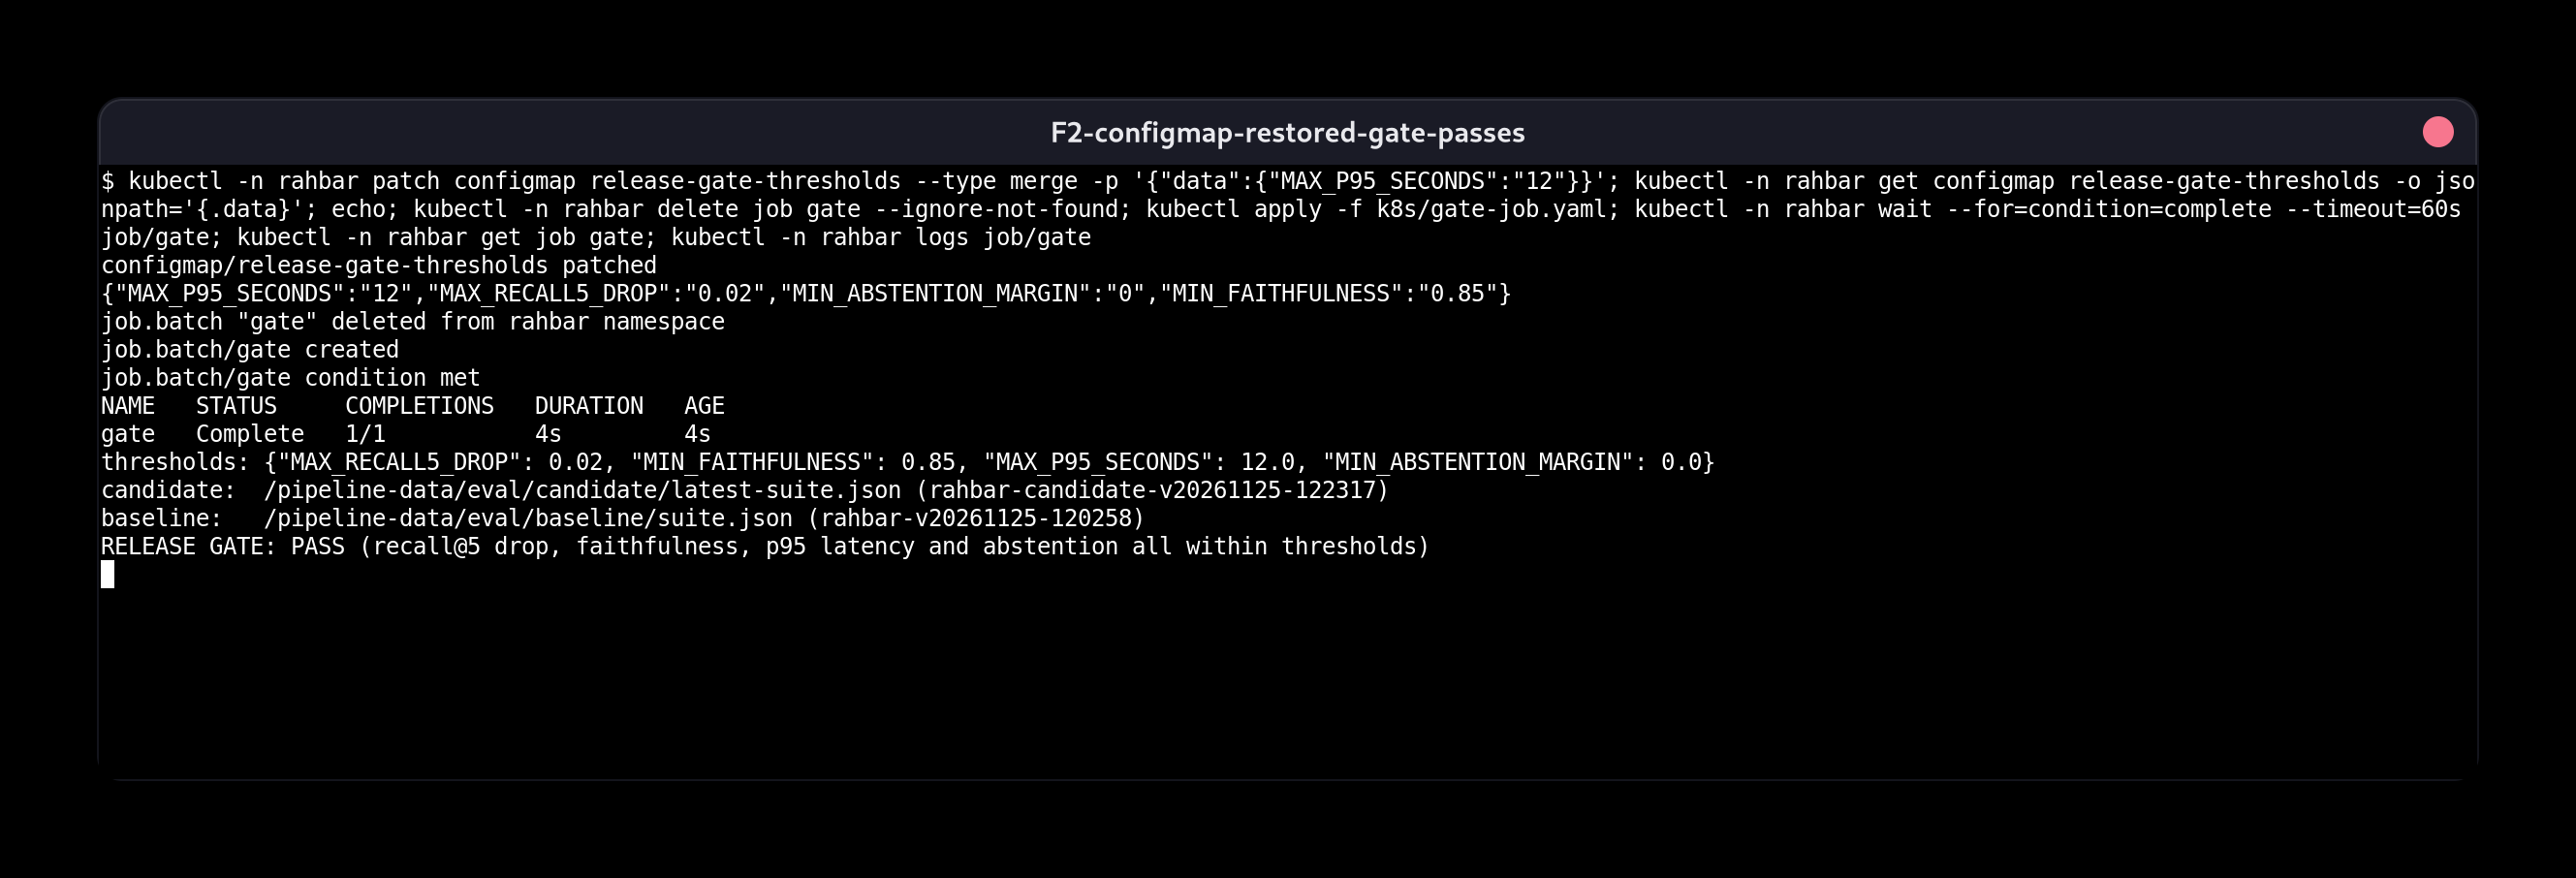 F2-configmap-restored-gate-passes
$ kubectl -n rahbar patch configmap release-gate-thresholds --type merge -p '{"data":{"MAX_P95_SECONDS":"12"}}'; kubectl -n rahbar get configmap release-gate-thresholds -o jso
npath='{.data}'; echo; kubectl -n rahbar delete job gate --ignore-not-found; kubectl apply -f k8s/gate-job.yaml; kubectl -n rahbar wait --for=condition=complete --timeout=60s
job/gate; kubectl -n rahbar get job gate; kubectl -n rahbar logs job/gate
configmap/release-gate-thresholds patched
{"MAX_P95_SECONDS":"12","MAX_RECALL5_DROP":"0.02","MIN_ABSTENTION_MARGIN":"0","MIN_FAITHFULNESS":"0.85"}
job.batch "gate" deleted from rahbar namespace
job.batch/gate created
job.batch/gate condition met
NAME   STATUS     COMPLETIONS   DURATION   AGE
gate   Complete   1/1           4s         4s
thresholds: {"MAX_RECALL5_DROP": 0.02, "MIN_FAITHFULNESS": 0.85, "MAX_P95_SECONDS": 12.0, "MIN_ABSTENTION_MARGIN": 0.0}
candidate:  /pipeline-data/eval/candidate/latest-suite.json (rahbar-candidate-v20261125-122317)
baseline:   /pipeline-data/eval/baseline/suite.json (rahbar-v20261125-120258)
RELEASE GATE: PASS (recall@5 drop, faithfulness, p95 latency and abstention all within thresholds)